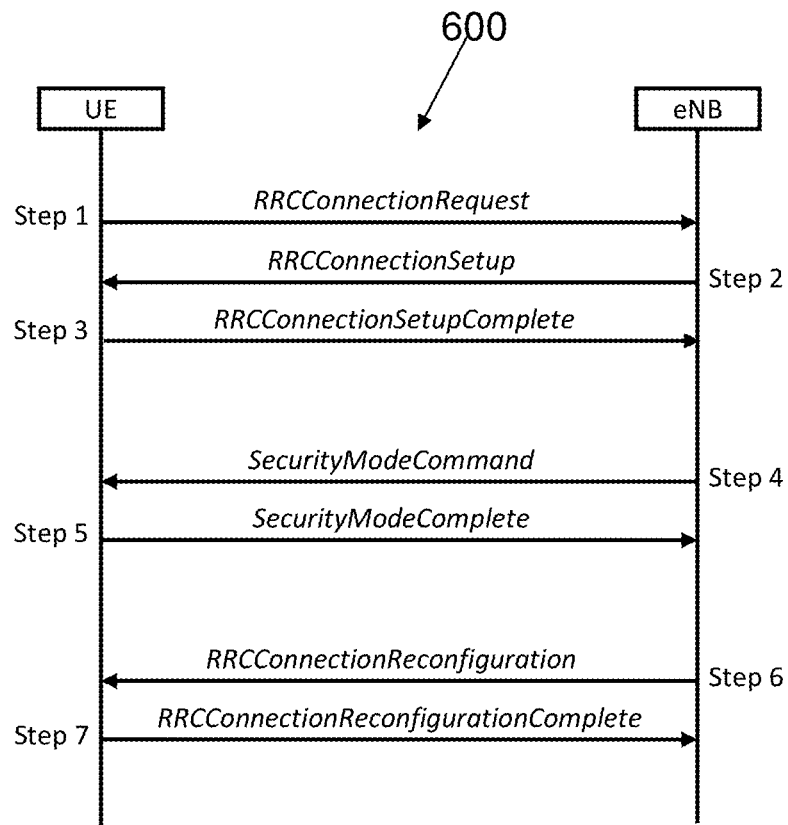 600
UE
eNB
Step 1
RRCConnectionRequest
RRCConnectionSetup
Step 2
Step 3
RRCConnectionSetupComplete
SecurityModeCommand
Step 4
Step 5
SecurityModeComplete
RRCConnectionReconfiguration
Step 6
Step 7
RRCConnectionReconfigurationComplete